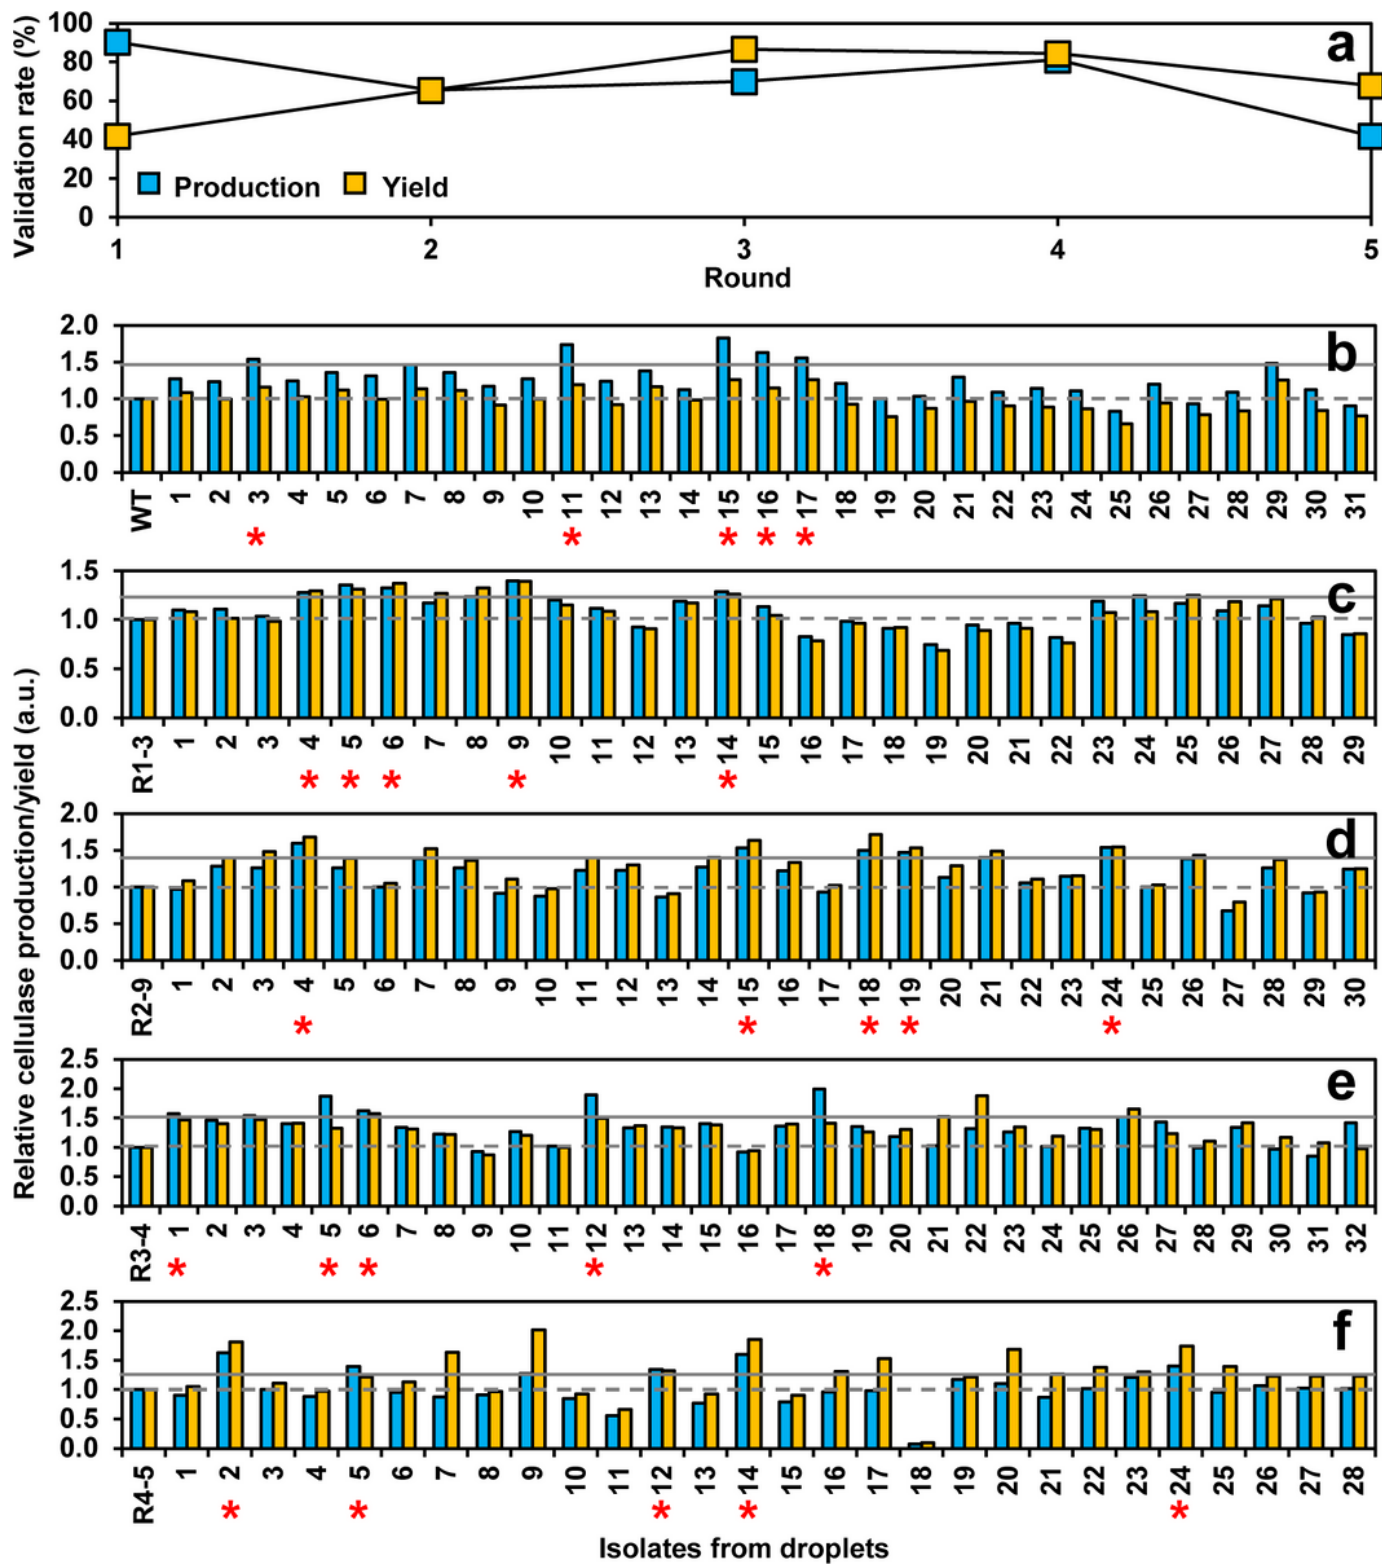 Validation rate (%)
100
80
60
40
20
0
a
Production Yield
1 2 3 4 5
Round
Relative cellulase production/yield (a.u.)
2.0
1.5
1.0
0.5
0.0
b
WT 1 2 3 4 5 6 7 8 9 10 11 12 13 14 15 16 17 18 19 20 21 22 23 24 25 26 27 28 29 30 31
* * * * *
1.5
1.0
0.5
0.0
c
R1-3 1 2 3 4 5 6 7 8 9 10 11 12 13 14 15 16 17 18 19 20 21 22 23 24 25 26 27 28 29
* * * * *
2.0
1.5
1.0
0.5
0.0
d
R2-9 1 2 3 4 5 6 7 8 9 10 11 12 13 14 15 16 17 18 19 20 21 22 23 24 25 26 27 28 29 30
* * * * *
2.5
2.0
1.5
1.0
0.5
0.0
e
R3-4 1 2 3 4 5 6 7 8 9 10 11 12 13 14 15 16 17 18 19 20 21 22 23 24 25 26 27 28 29 30 31 32
* * * * *
2.5
2.0
1.5
1.0
0.5
0.0
f
R4-5 1 2 3 4 5 6 7 8 9 10 11 12 13 14 15 16 17 18 19 20 21 22 23 24 25 26 27 28
* * * * *
Isolates from droplets